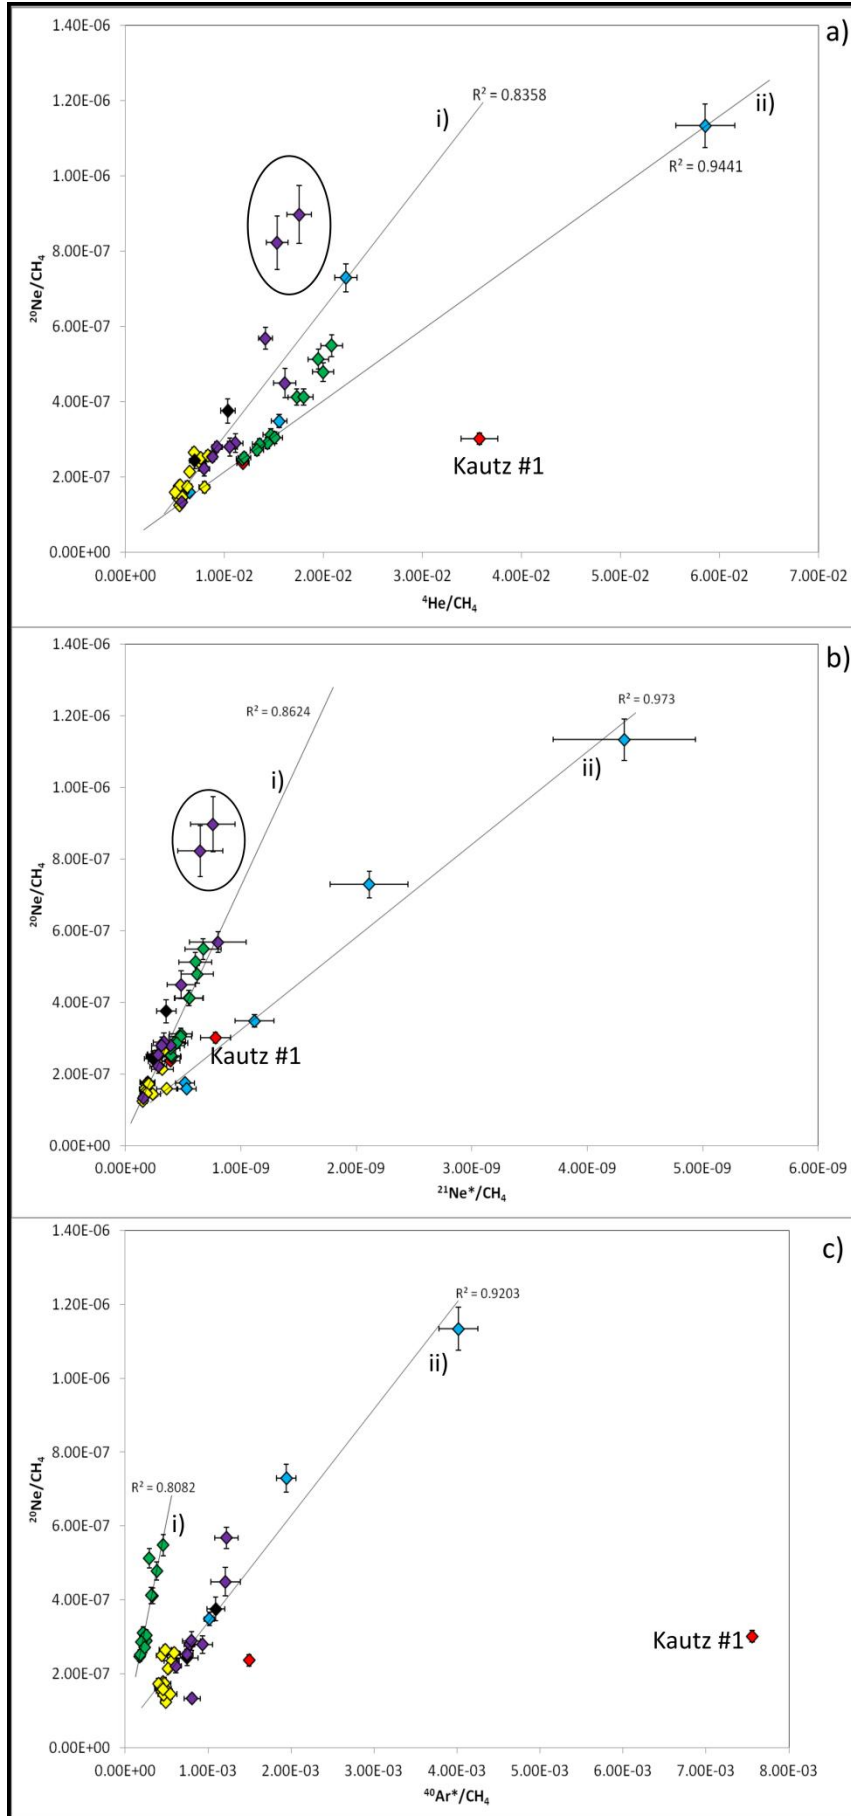 a)
1.40E-06
1.20E-06
1.00E-06
8.00E-07
6.00E-07
4.00E-07
2.00E-07
0.00E+00
²⁰Ne/CH₄
R² = 0.8358
i)
ii)
R² = 0.9441
Kautz #1
0.00E+00 1.00E-02 2.00E-02 3.00E-02 4.00E-02 5.00E-02 6.00E-02 7.00E-02
⁴He/CH₄
b)
1.40E-06
1.20E-06
1.00E-06
8.00E-07
6.00E-07
4.00E-07
2.00E-07
0.00E+00
²⁰Ne/CH₄
R² = 0.8624
i)
R² = 0.973
ii)
Kautz #1
0.00E+00 1.00E-09 2.00E-09 3.00E-09 4.00E-09 5.00E-09 6.00E-09
²¹Ne*/CH₄
c)
1.40E-06
1.20E-06
1.00E-06
8.00E-07
6.00E-07
4.00E-07
2.00E-07
0.00E+00
²⁰Ne/CH₄
R² = 0.8082
i)
R² = 0.9203
ii)
Kautz #1
0.00E+00 1.00E-03 2.00E-03 3.00E-03 4.00E-03 5.00E-03 6.00E-03 7.00E-03 8.00E-03
⁴⁰Ar*/CH₄